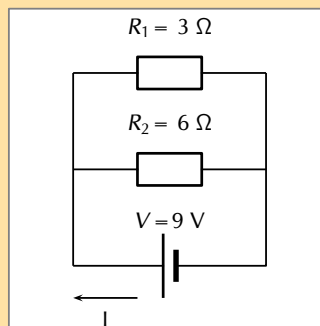 R₁ = 3 Ω
R₂ = 6 Ω
V = 9 V
I